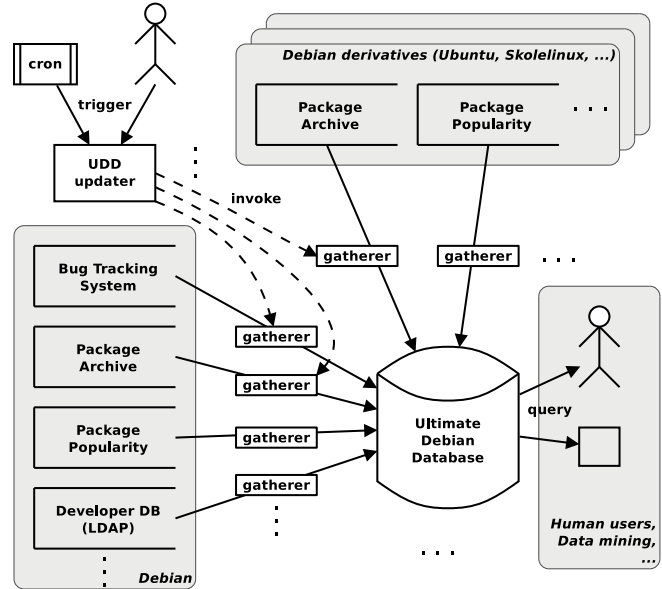 Debian derivatives (Ubuntu, Skolelinux, ...)
cron
trigger
Package
Archive
Package
Popularity
. . .
UDD
updater
invoke
gatherer
gatherer
. . .
Bug Tracking
System
gatherer
Package
Archive
gatherer
Package
Popularity
gatherer
Developer DB
(LDAP)
gatherer
Debian
Ultimate
Debian
Database
query
. . .
Human users,
Data mining,
...